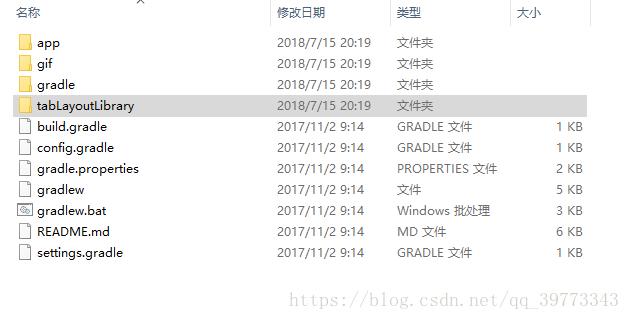 名称 修改日期 类型 大小
app 2018/7/15 20:19 文件夹
gif 2018/7/15 20:19 文件夹
gradle 2018/7/15 20:19 文件夹
tabLayoutLibrary 2018/7/15 20:19 文件夹
build.gradle 2017/11/2 9:14 GRADLE 文件 1 KB
config.gradle 2017/11/2 9:14 GRADLE 文件 1 KB
gradle.properties 2017/11/2 9:14 PROPERTIES 文件 2 KB
gradlew 2017/11/2 9:14 文件 5 KB
gradlew.bat 2017/11/2 9:14 Windows 批处理 3 KB
README.md 2017/11/2 9:14 MD 文件 6 KB
settings.gradle 2017/11/2 9:14 GRADLE 文件 1 KB
https://blog.csdn.net/qq_39773343